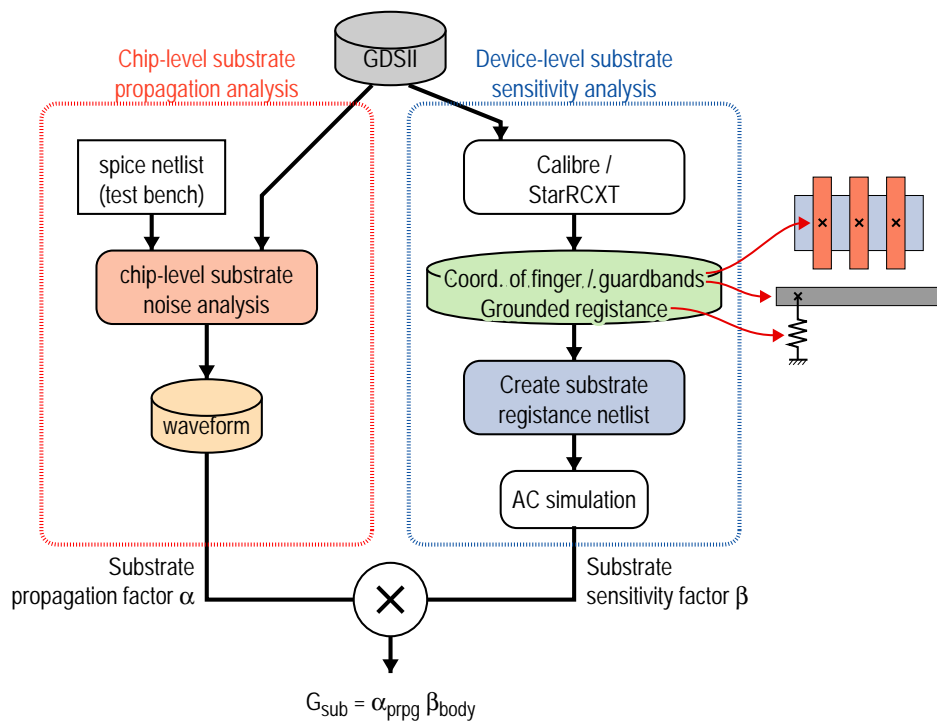 GDSII
Chip-level substrate
propagation analysis
Device-level substrate
sensitivity analysis
spice netlist
(test bench)
chip-level substrate
noise analysis
waveform
Calibre /
StarRCXT
Coord. of finger / guardbands
Grounded registance
Create substrate
registance netlist
AC simulation
Substrate
propagation factor α
Substrate
sensitivity factor β
G_sub = α_prpg β_body